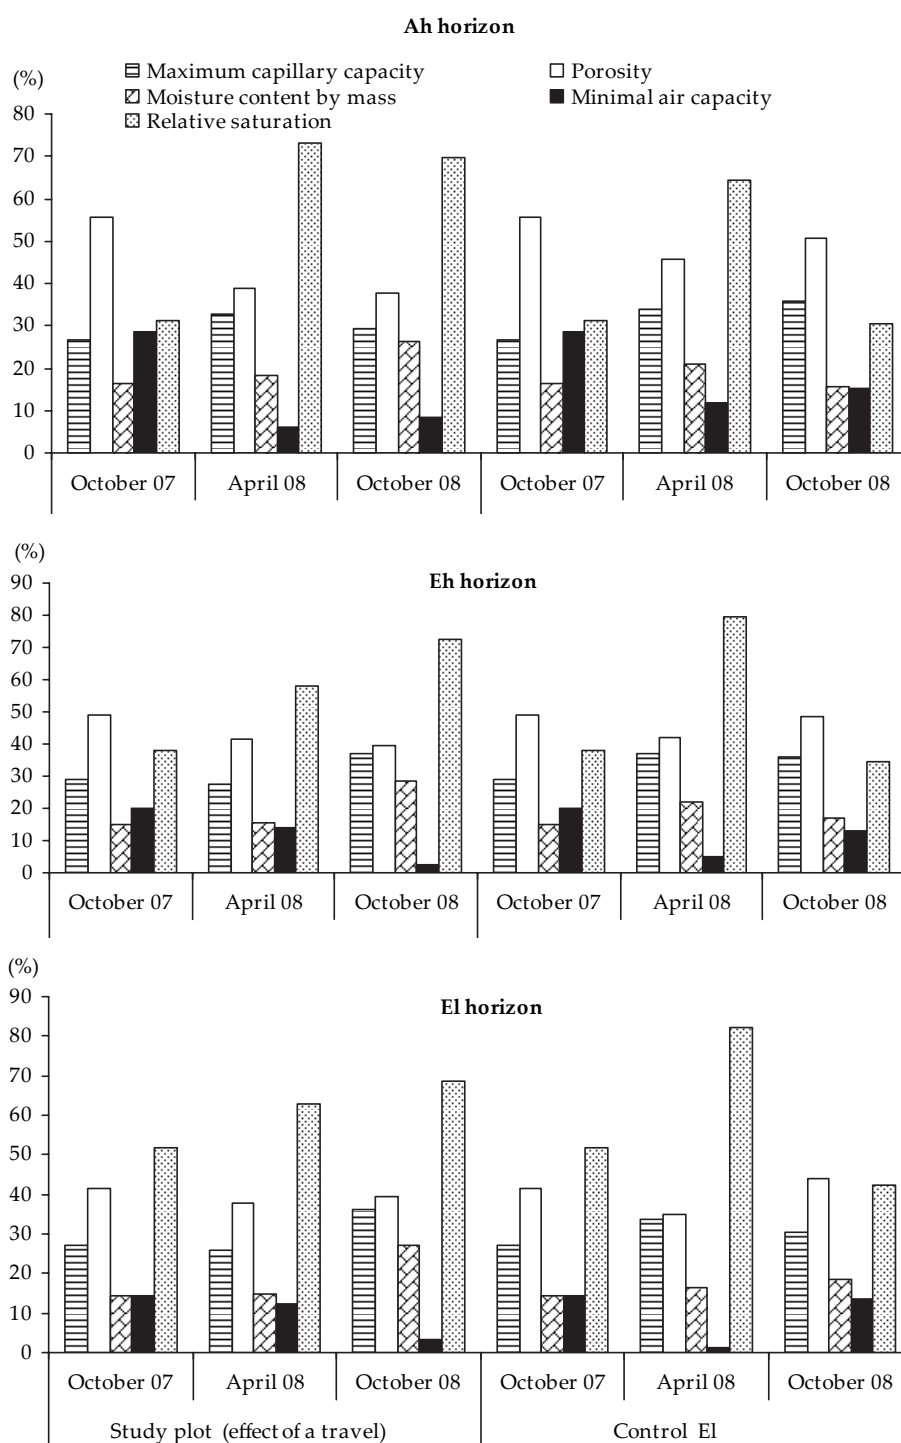 Ah horizon
(%)
Maximum capillary capacity
Porosity
Moisture content by mass
Minimal air capacity
Relative saturation
80
70
60
50
40
30
20
10
0
October 07 April 08 October 08 October 07 April 08 October 08
(%)
Eh horizon
90
80
70
60
50
40
30
20
10
0
October 07 April 08 October 08 October 07 April 08 October 08
(%)
El horizon
90
80
70
60
50
40
30
20
10
0
October 07 April 08 October 08 October 07 April 08 October 08
Study plot (effect of a travel) Control El